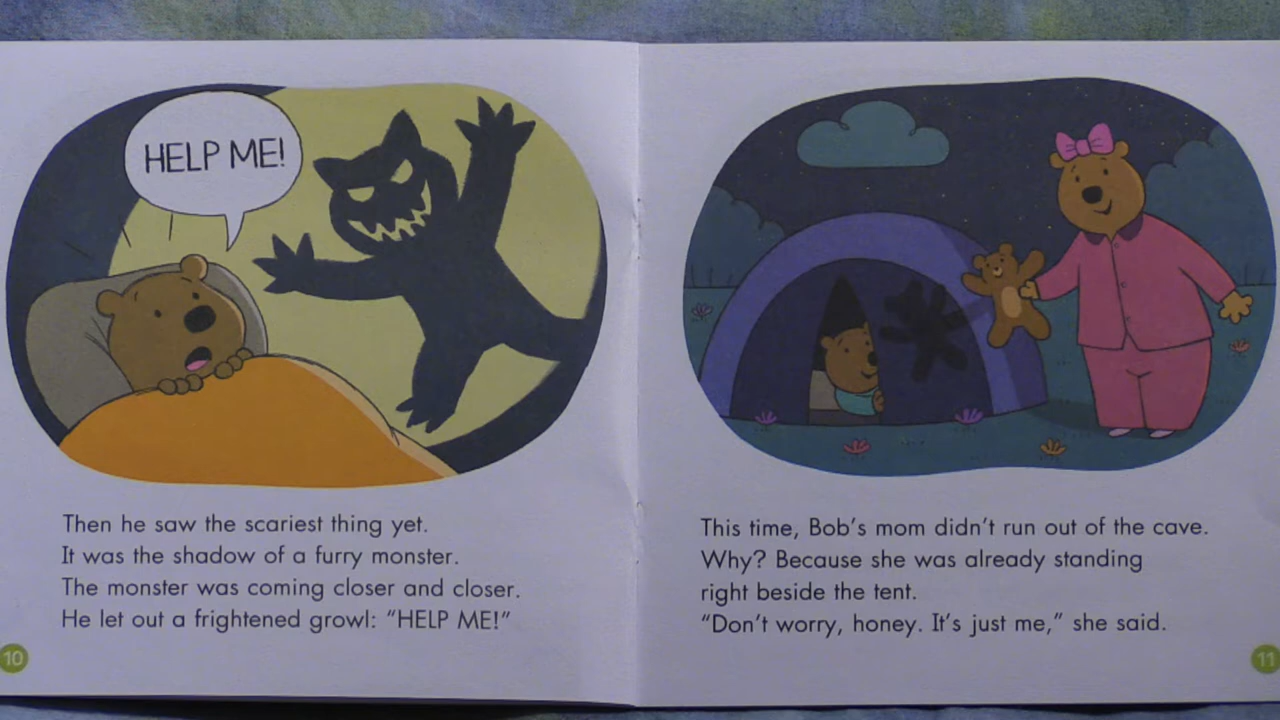 HELP ME!
Then he saw the scariest thing yet.
It was the shadow of a furry monster.
The monster was coming closer and closer.
He let out a frightened growl: “HELP ME!”
10
This time, Bob’s mom didn’t run out of the cave.
Why? Because she was already standing
right beside the tent.
“Don’t worry, honey. It’s just me,” she said.
11